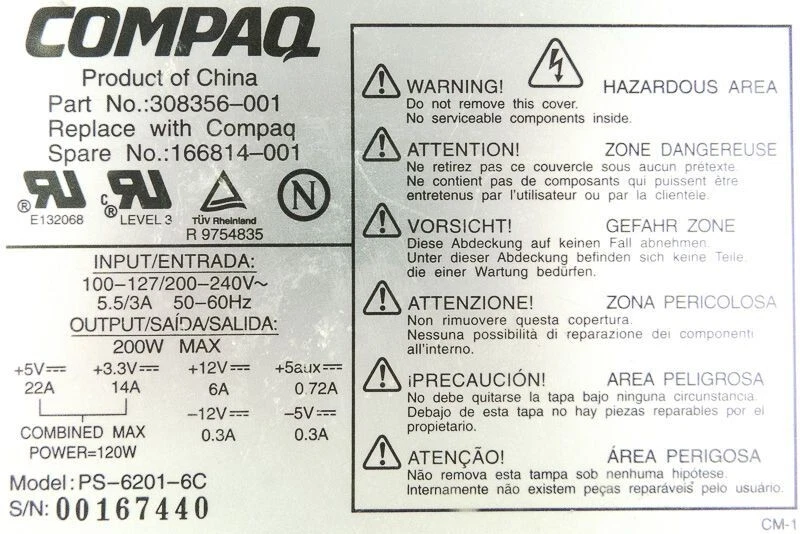 COMPAQ
Product of China
Part No.:308356-001
Replace with Compaq
Spare No.:166814-001
® RU E132068
c RU ® LEVEL 3
TÜV Rheinland
R 9754835
N
INPUT/ENTRADA:
100-127/200-240V~
5.5/3A 50-60Hz
OUTPUT/SAÍDA/SALIDA:
200W MAX
+5V⎓ +3.3V⎓ +12V⎓ +5aux⎓
22A 14A 6A 0.72A
-12V⎓ -5V⎓
0.3A 0.3A
COMBINED MAX
POWER=120W
Model: PS-6201-6C
S/N: 00167440
WARNING! HAZARDOUS AREA
Do not remove this cover.
No serviceable components inside.
ATTENTION! ZONE DANGEREUSE
Ne retirez pas ce couvercle sous aucun prétexte.
Ne contient pas de composants qui puissent être
entretenus par l'utilisateur ou par la clientèle.
VORSICHT! GEFAHR ZONE
Diese Abdeckung auf keinen Fall abnehmen.
Unter dieser Abdeckung befinden sich keine Teile,
die einer Wartung bedürfen.
ATTENZIONE! ZONA PERICOLOSA
Non rimuovere questa copertura.
Nessuna possibilità di reparazione dei componenti
all'interno.
¡PRECAUCIÓN! AREA PELIGROSA
No debe quitarse la tapa bajo ninguna circunstancia.
Debajo de esta tapa no hay piezas reparables por el
propietario.
ATENÇÃO! ÁREA PERIGOSA
Não remova esta tampa sob nenhuma hipótese.
Internamente não existem peças reparáveis pelo usuário.
CM-1